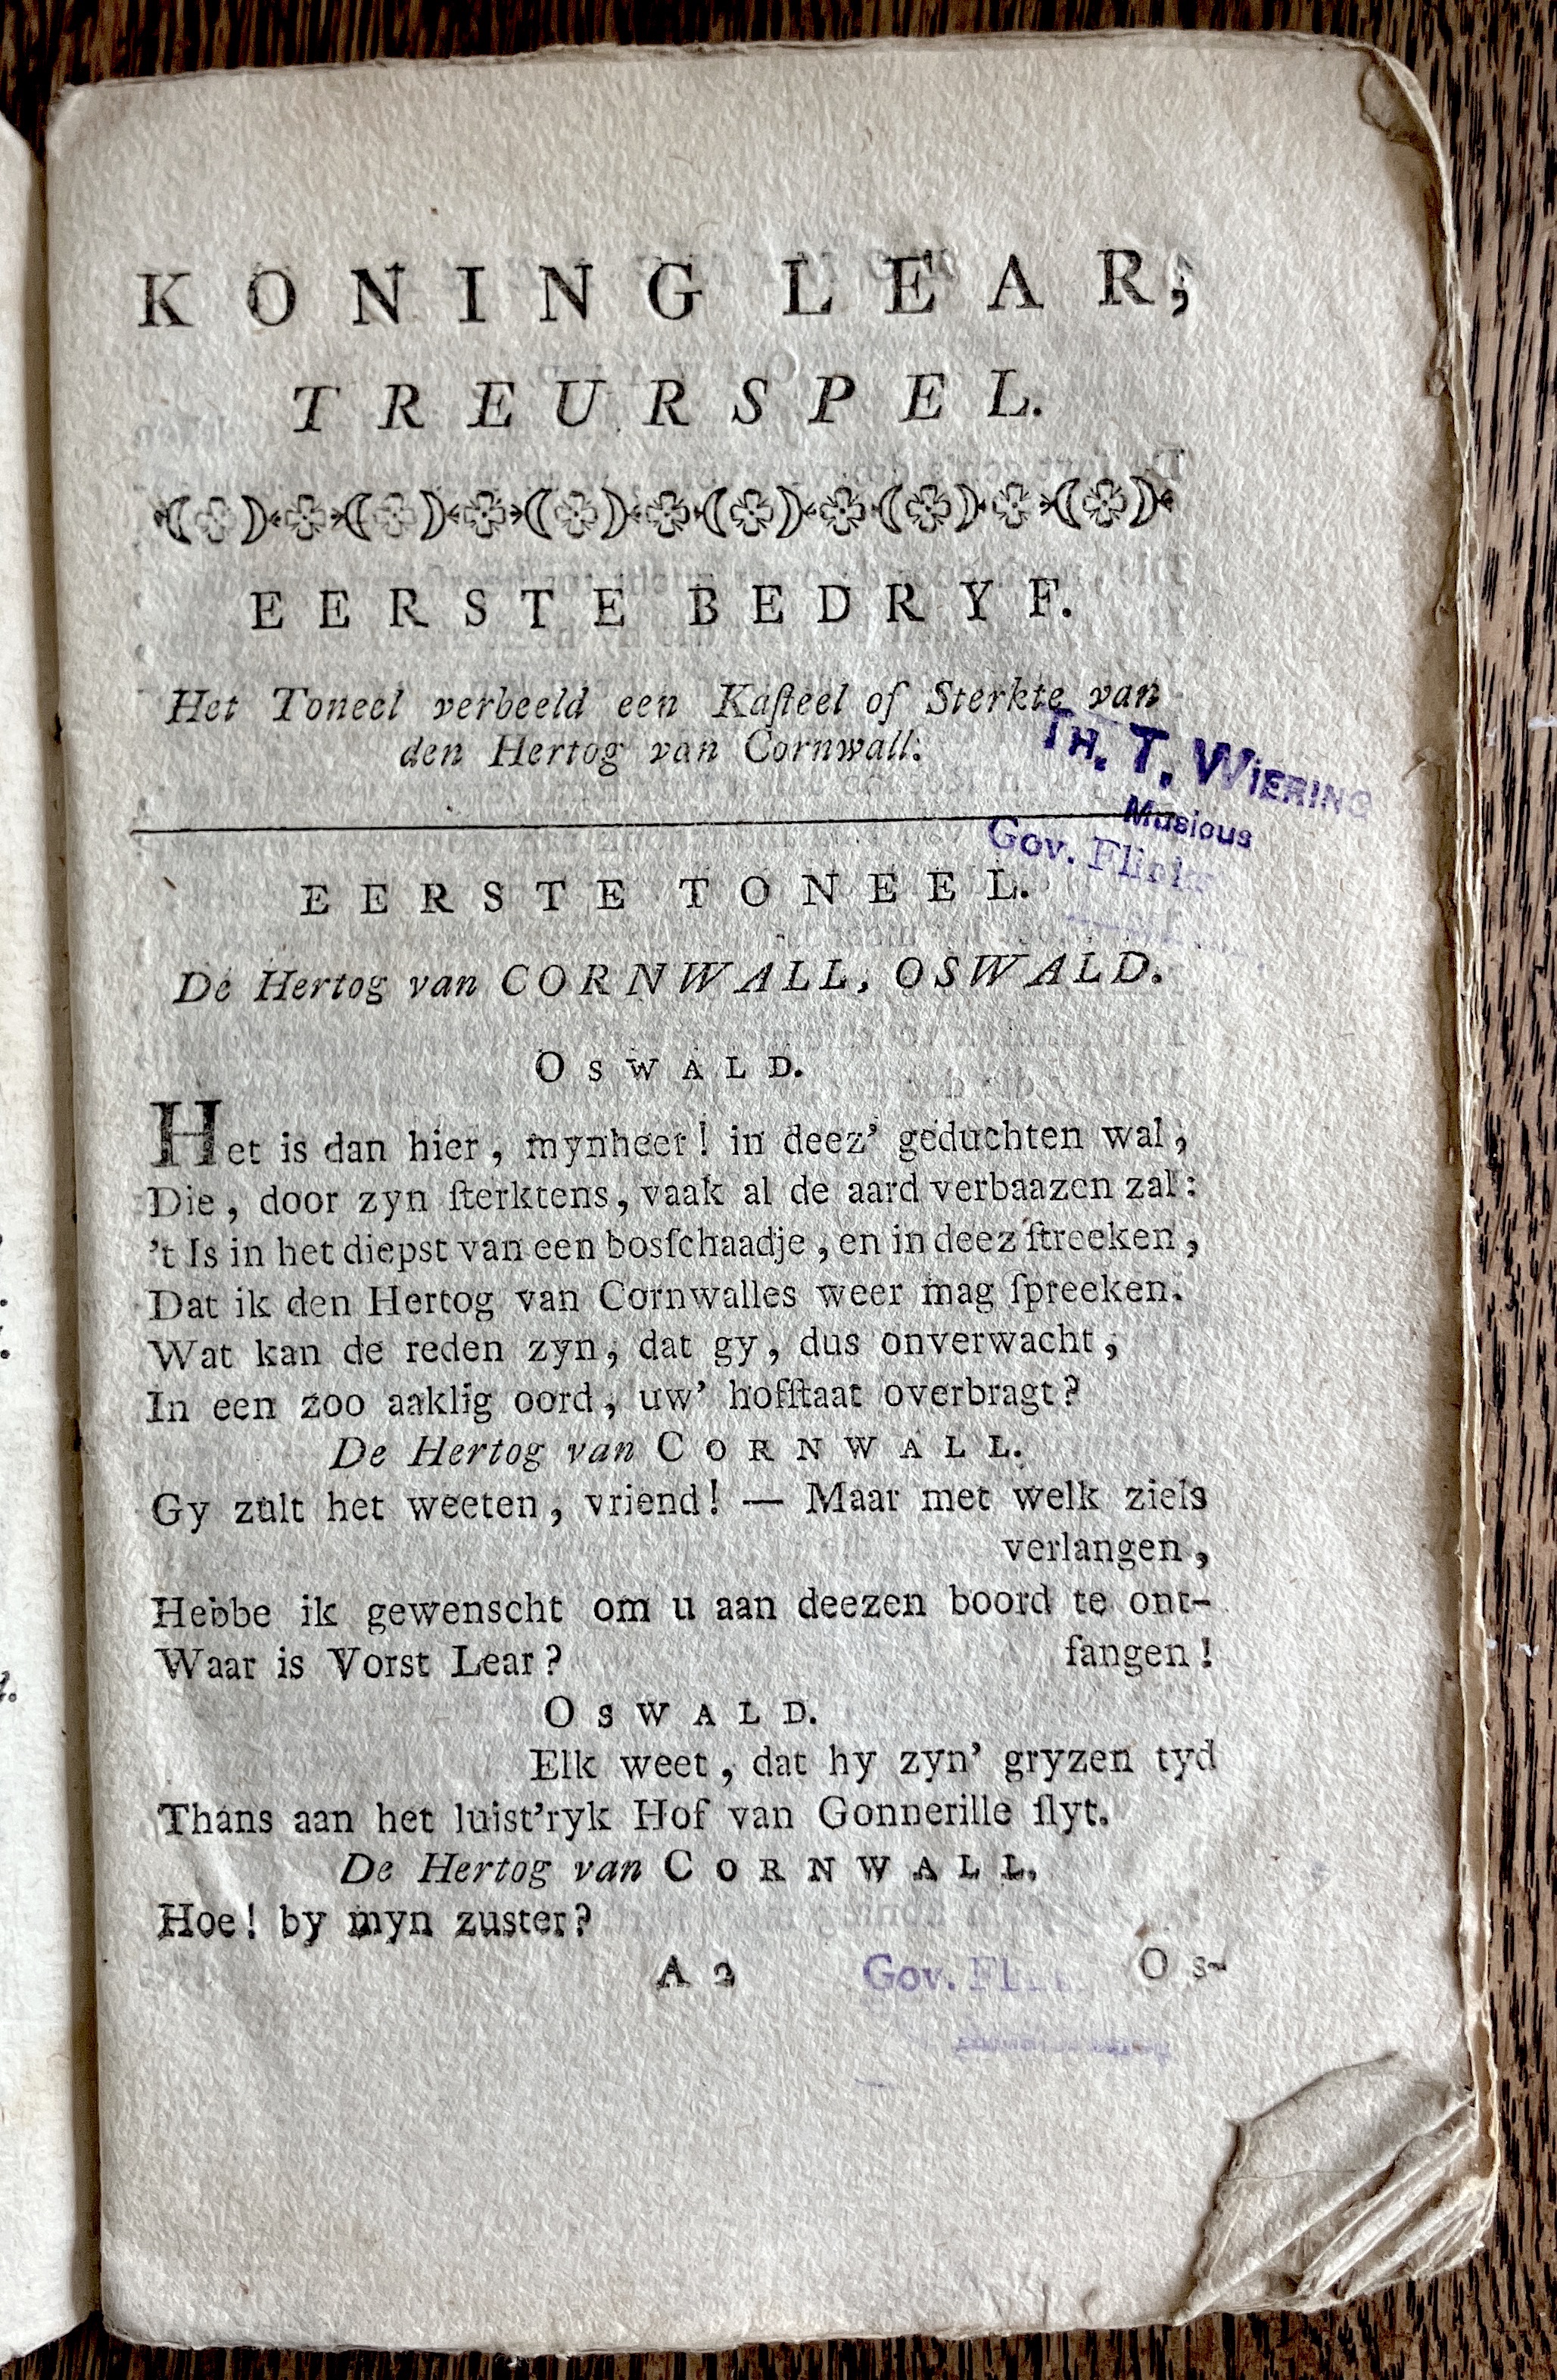 KONING LEAR;
TREURSPEL.
EERSTE BEDRYF.
Het Toneel verbeeld een Kaſteel of Sterkte van
den Hertog van Cornwall.
TH. T. WIERING
Musicus
Gov. Flinks
EERSTE TONEEL.
De Hertog van CORNWALL, OSWALD.
OSWALD.
Het is dan hier, mynheer! in deez' geduchten wal,
Die, door zyn ſterktens, vaak al de aard verbaazen zal:
't Is in het diepst van een bosſchaadje, en in deez' ſtreeken,
Dat ik den Hertog van Cornwalles weer mag ſpreeken.
Wat kan de reden zyn, dat gy, dus onverwacht,
In een zoo aaklig oord, uw' hofſtaat overbragt?
De Hertog van CORNWALL.
Gy zult het weeten, vriend! — Maar met welk ziels
verlangen,
Hebbe ik gewenscht om u aan deezen boord te ont-
Waar is Vorst Lear? fangen!
OSWALD.
Elk weet, dat hy zyn' gryzen tyd
Thans aan het luist'ryk Hof van Gonnerille ſlyt.
De Hertog van CORNWALL.
Hoe! by myn zuster?
A 2 Gov. Os-